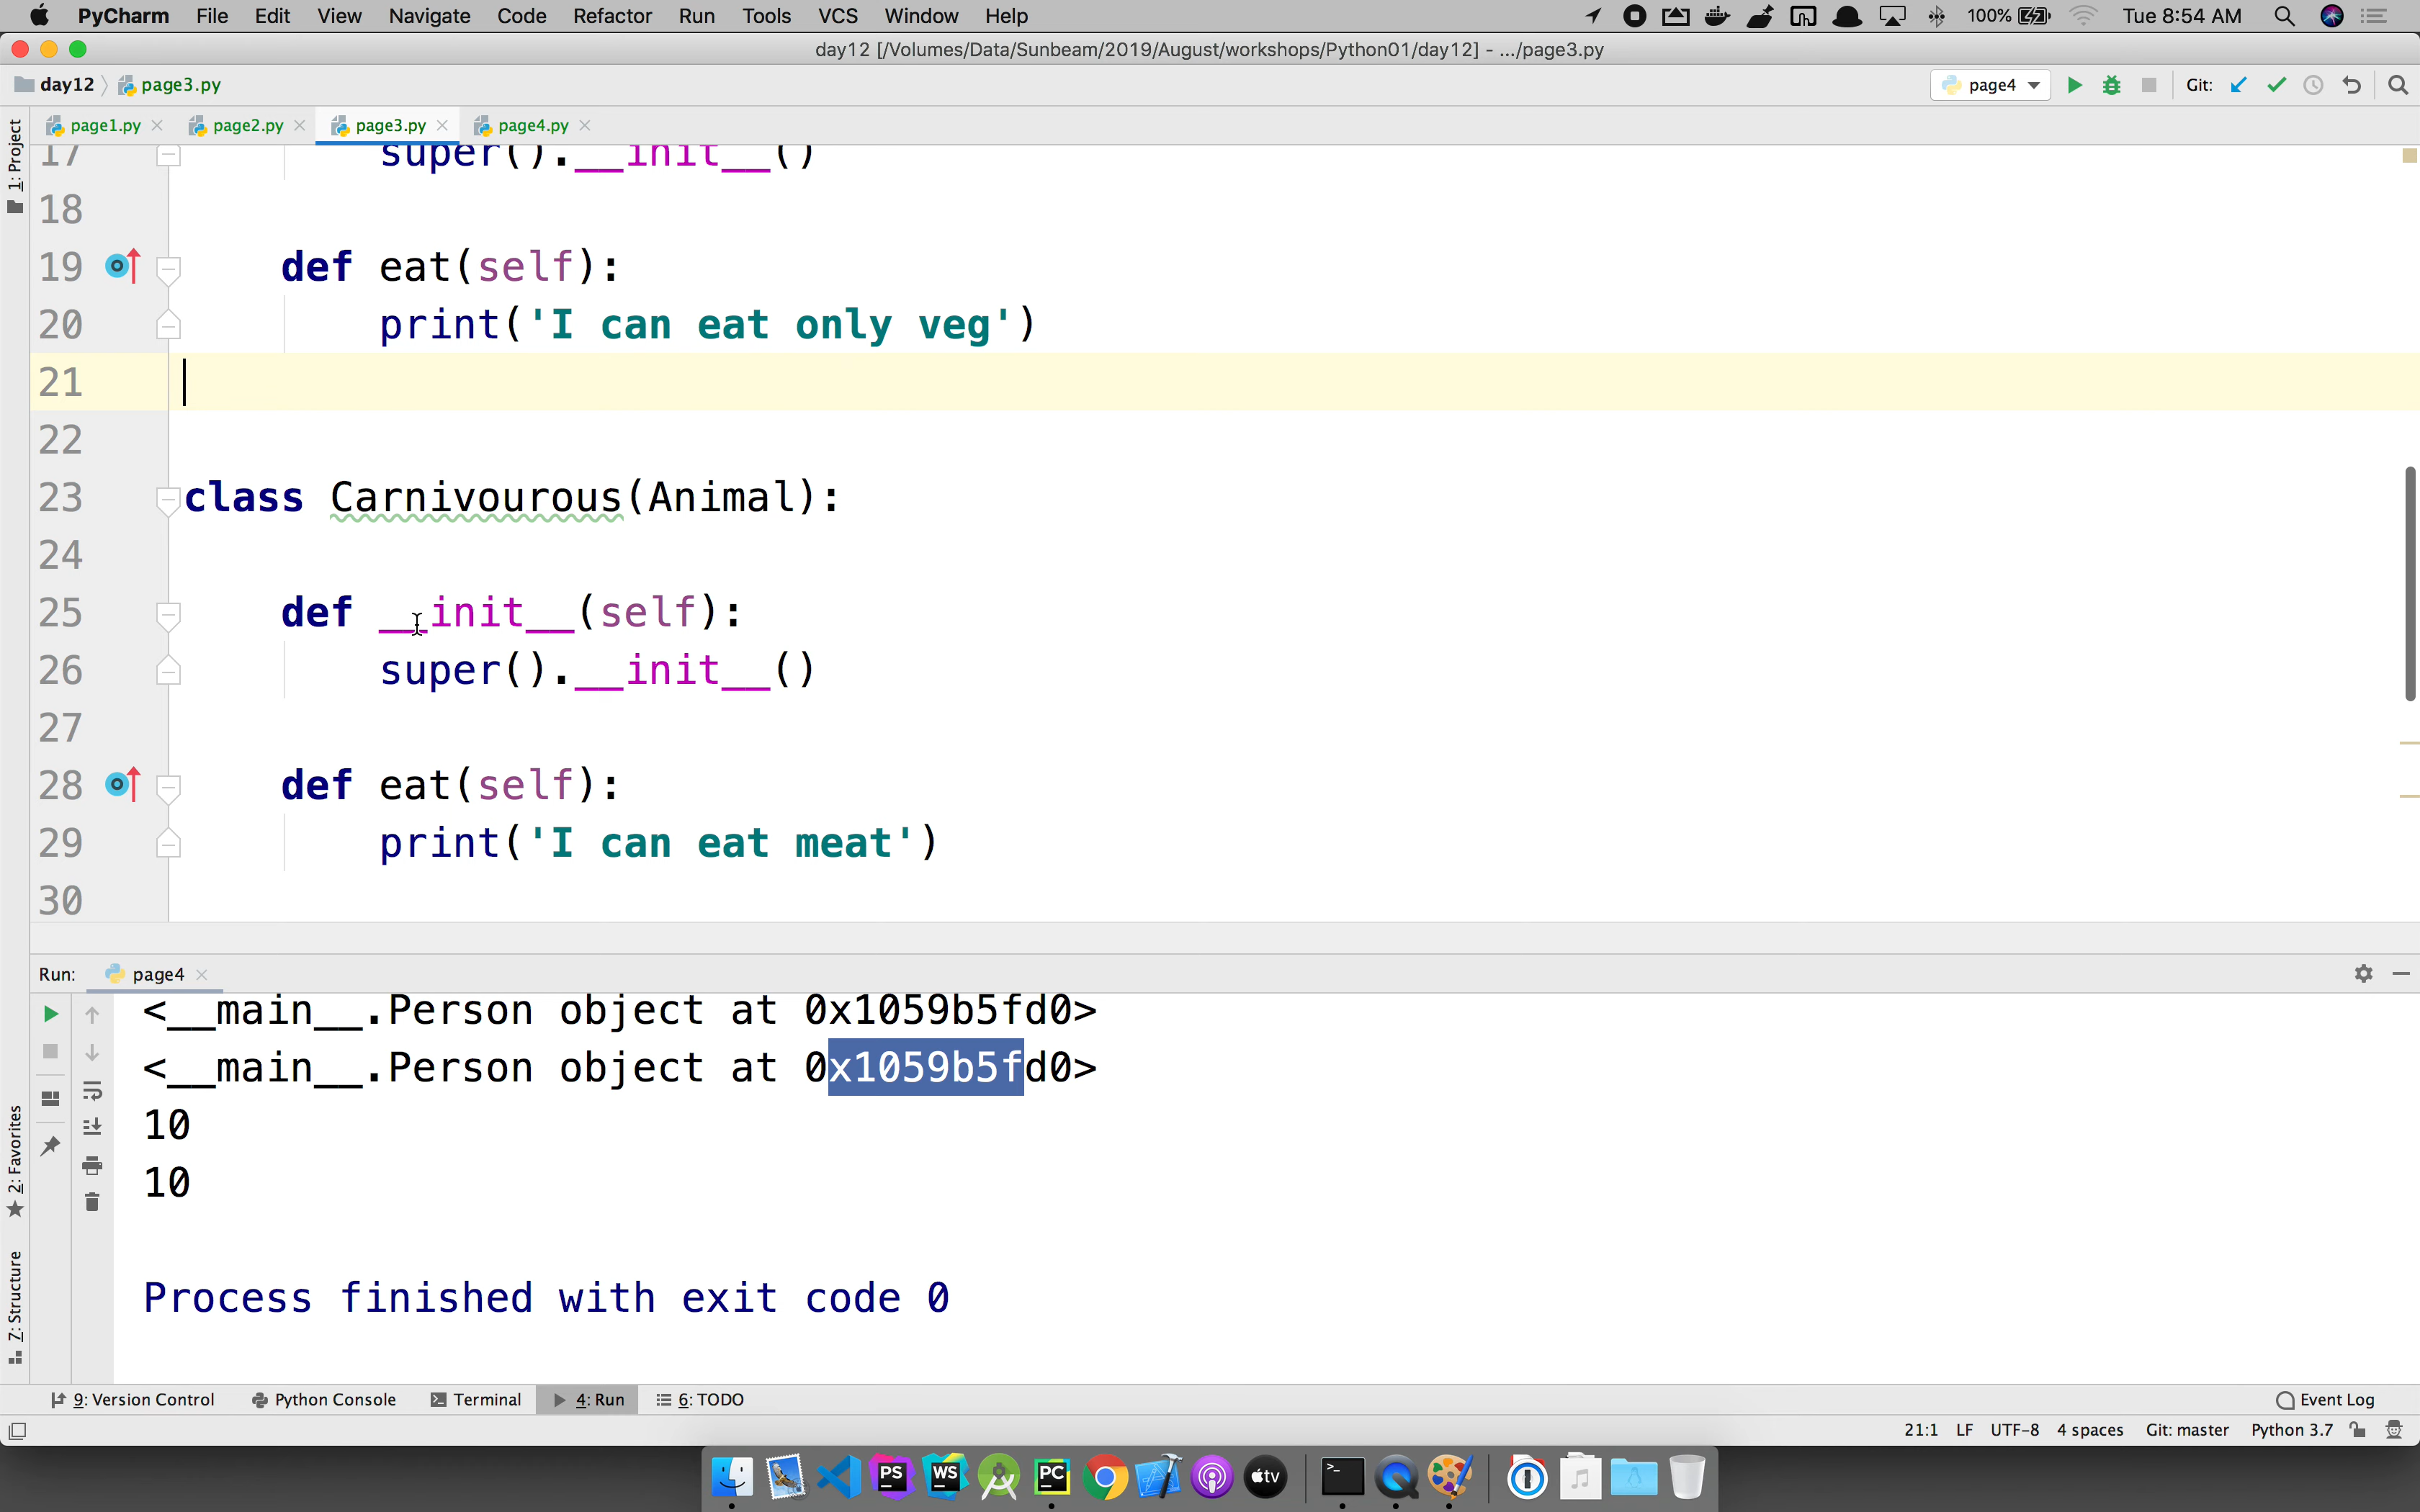 PyCharm File Edit View Navigate Code Refactor Run Tools VCS Window Help 100% Tue 8:54 AM
day12 [/Volumes/Data/Sunbeam/2019/August/workshops/Python01/day12] - .../page3.py
day12 page3.py page4 Git:
page1.py page2.py page3.py page4.py
1: Project
17 super().__init__()
18
19 def eat(self):
20 print('I can eat only veg')
21
22
23 class Carnivourous(Animal):
24
25 def __init__(self):
26 super().__init__()
27
28 def eat(self):
29 print('I can eat meat')
30
Run: page4
<__main__.Person object at 0x1059b5fd0>
<__main__.Person object at 0x1059b5fd0>
10
10
Process finished with exit code 0
2: Favorites
7: Structure
9: Version Control Python Console Terminal 4: Run 6: TODO Event Log
21:1 LF UTF-8 4 spaces Git: master Python 3.7
PS WS PC tv